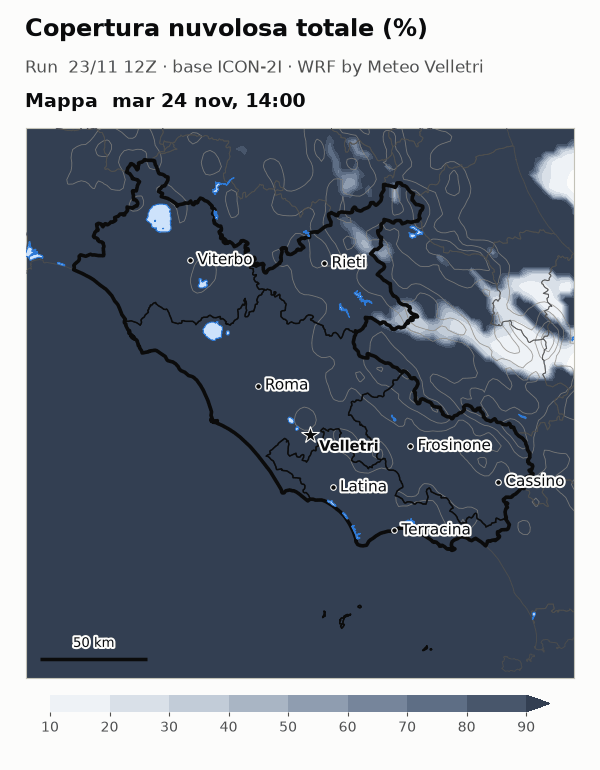 Copertura nuvolosa totale (%)
Run 23/11 12Z · base ICON-2I · WRF by Meteo Velletri
Mappa mar 24 nov, 14:00
Viterbo
Rieti
Roma
Velletri
Frosinone
Latina
Cassino
Terracina
50 km
10 20 30 40 50 60 70 80 90